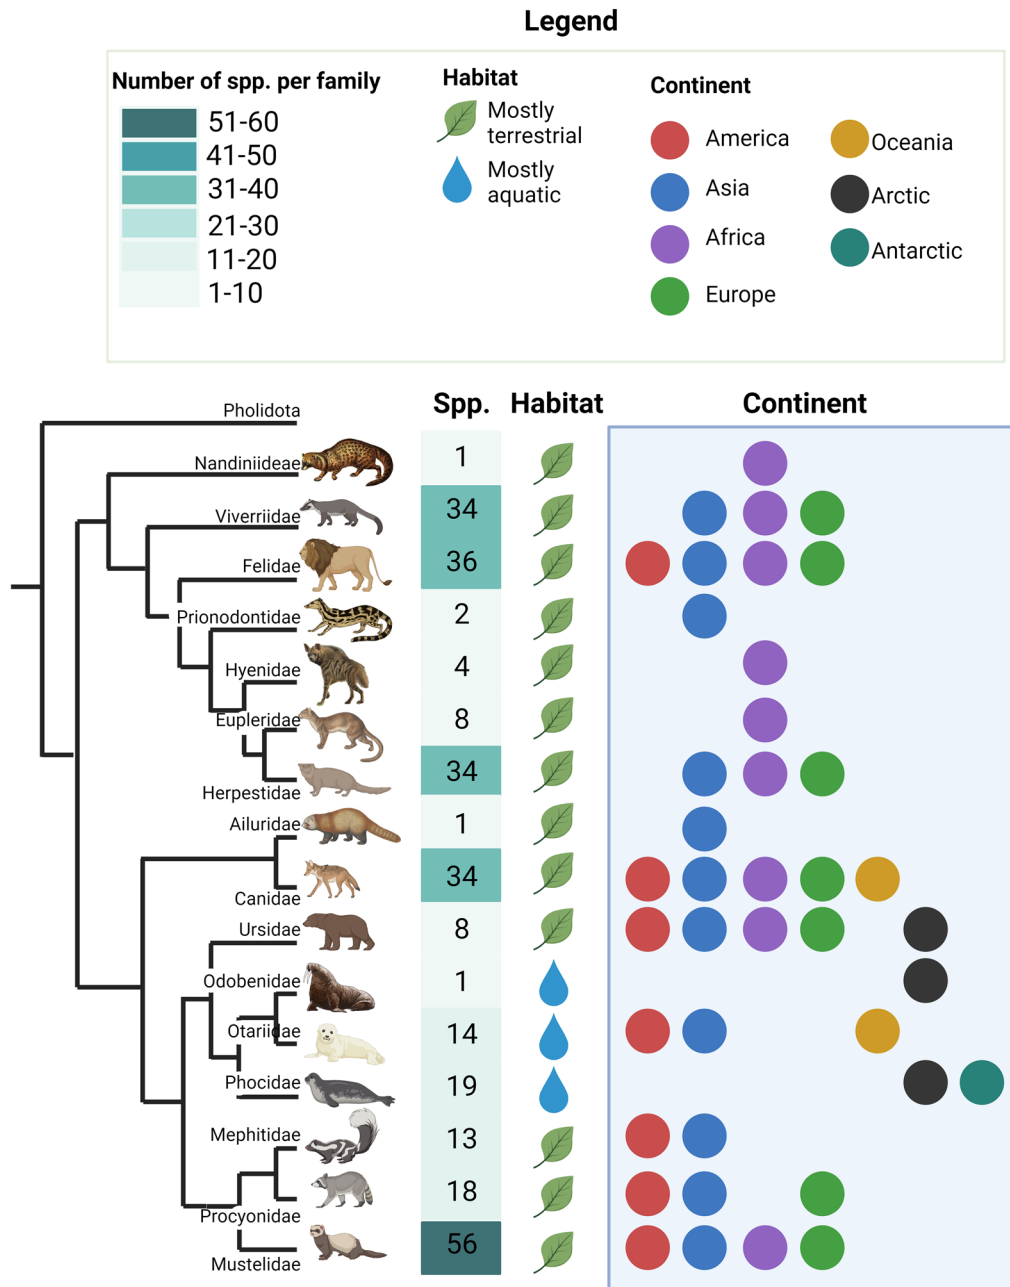 Legend
Number of spp. per family
51-60
41-50
31-40
21-30
11-20
1-10
Habitat
Mostly
terrestrial
Mostly
aquatic
Continent
America
Asia
Africa
Europe
Oceania
Arctic
Antarctic
Spp. Habitat Continent
Pholidota
Nandiniideae 1
Viverriidae 34
Felidae 36
Prionodontidae 2
Hyenidae 4
Eupleridae 8
Herpestidae 34
Ailuridae 1
Canidae 34
Ursidae 8
Odobenidae 1
Otariidae 14
Phocidae 19
Mephitidae 13
Procyonidae 18
Mustelidae 56